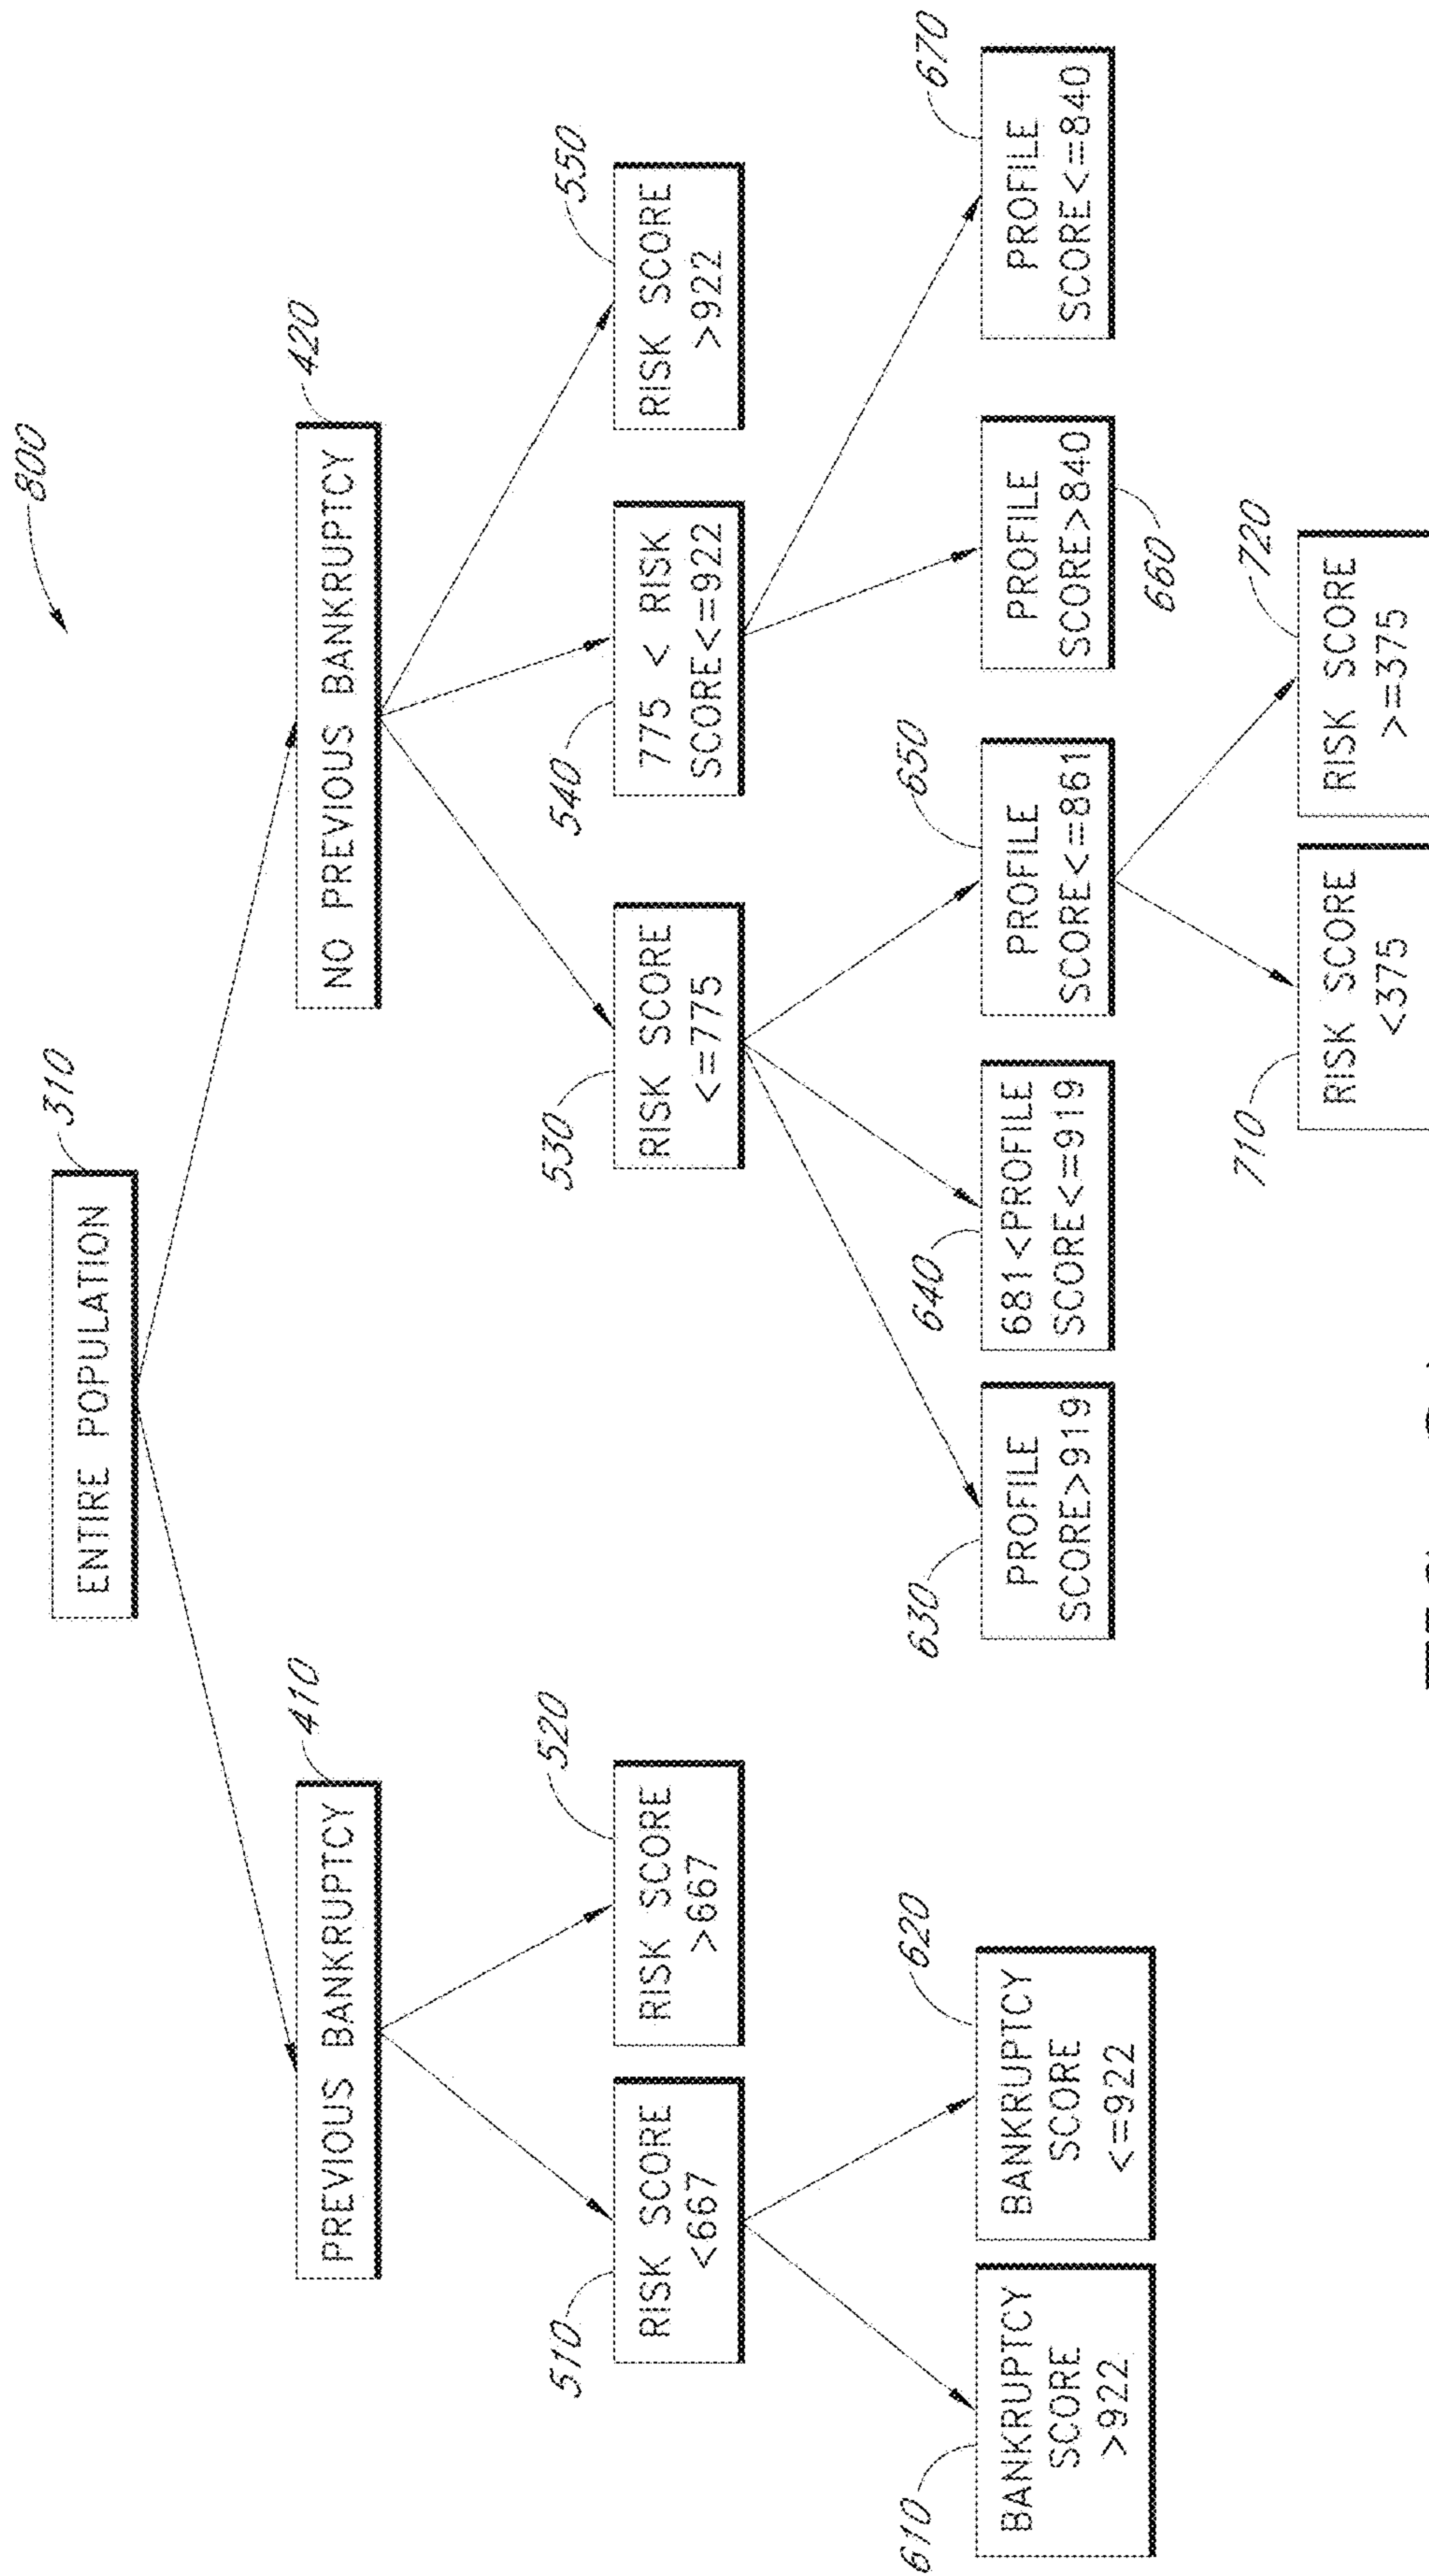 800
310
ENTIRE POPULATION
410
PREVIOUS BANKRUPTCY
420
NO PREVIOUS BANKRUPTCY
510
RISK SCORE
<667
520
RISK SCORE
>667
530
RISK SCORE
<=775
540
775 < RISK
SCORE<=922
550
RISK SCORE
>922
610
BANKRUPTCY
SCORE
>922
620
BANKRUPTCY
SCORE
<=922
630
PROFILE
SCORE>919
640
681<PROFILE
SCORE<=919
650
PROFILE
SCORE<=861
660
PROFILE
SCORE>840
670
PROFILE
SCORE<=840
710
RISK SCORE
<375
720
RISK SCORE
>=375